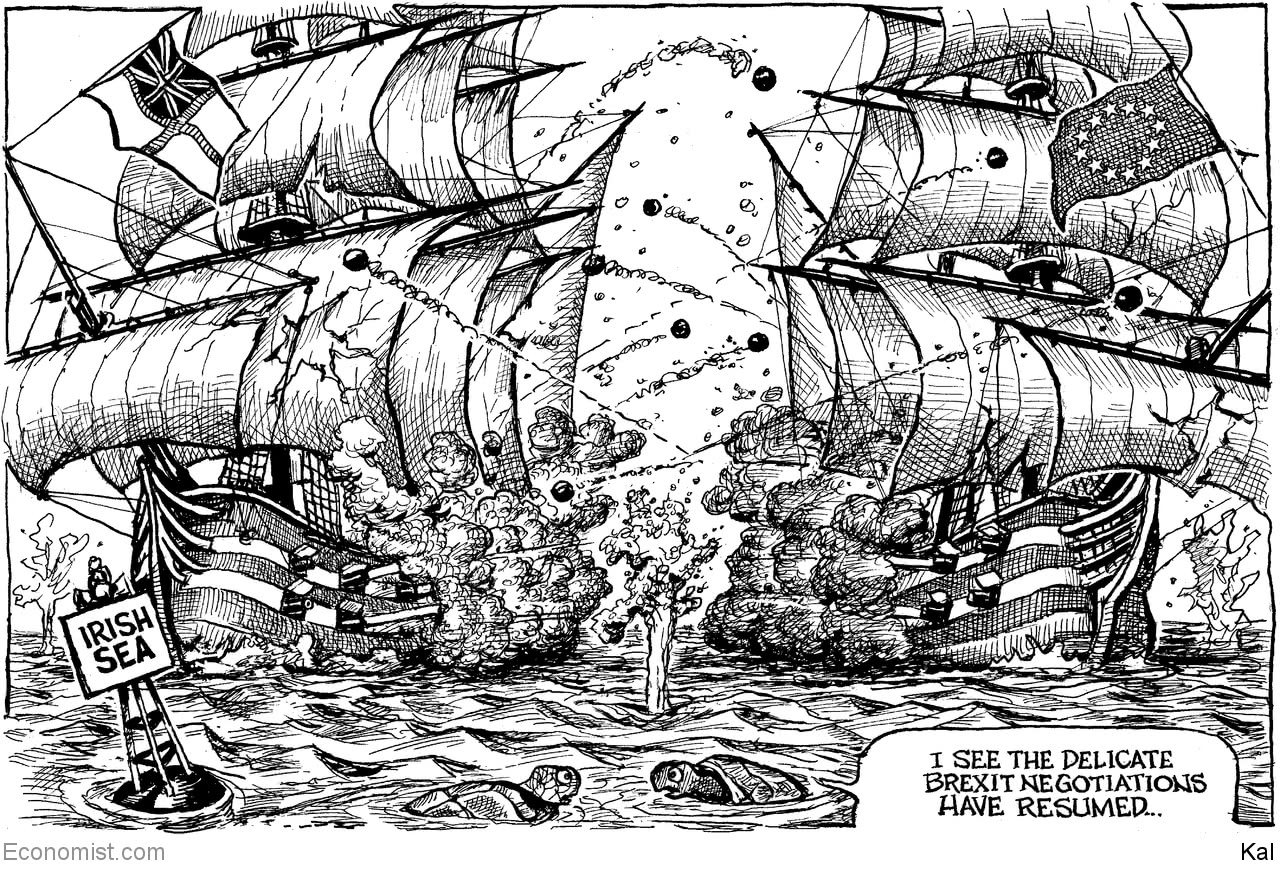 IRISH
SEA
I SEE THE DELICATE
BREXIT NEGOTIATIONS
HAVE RESUMED...
Economist.com
Kal